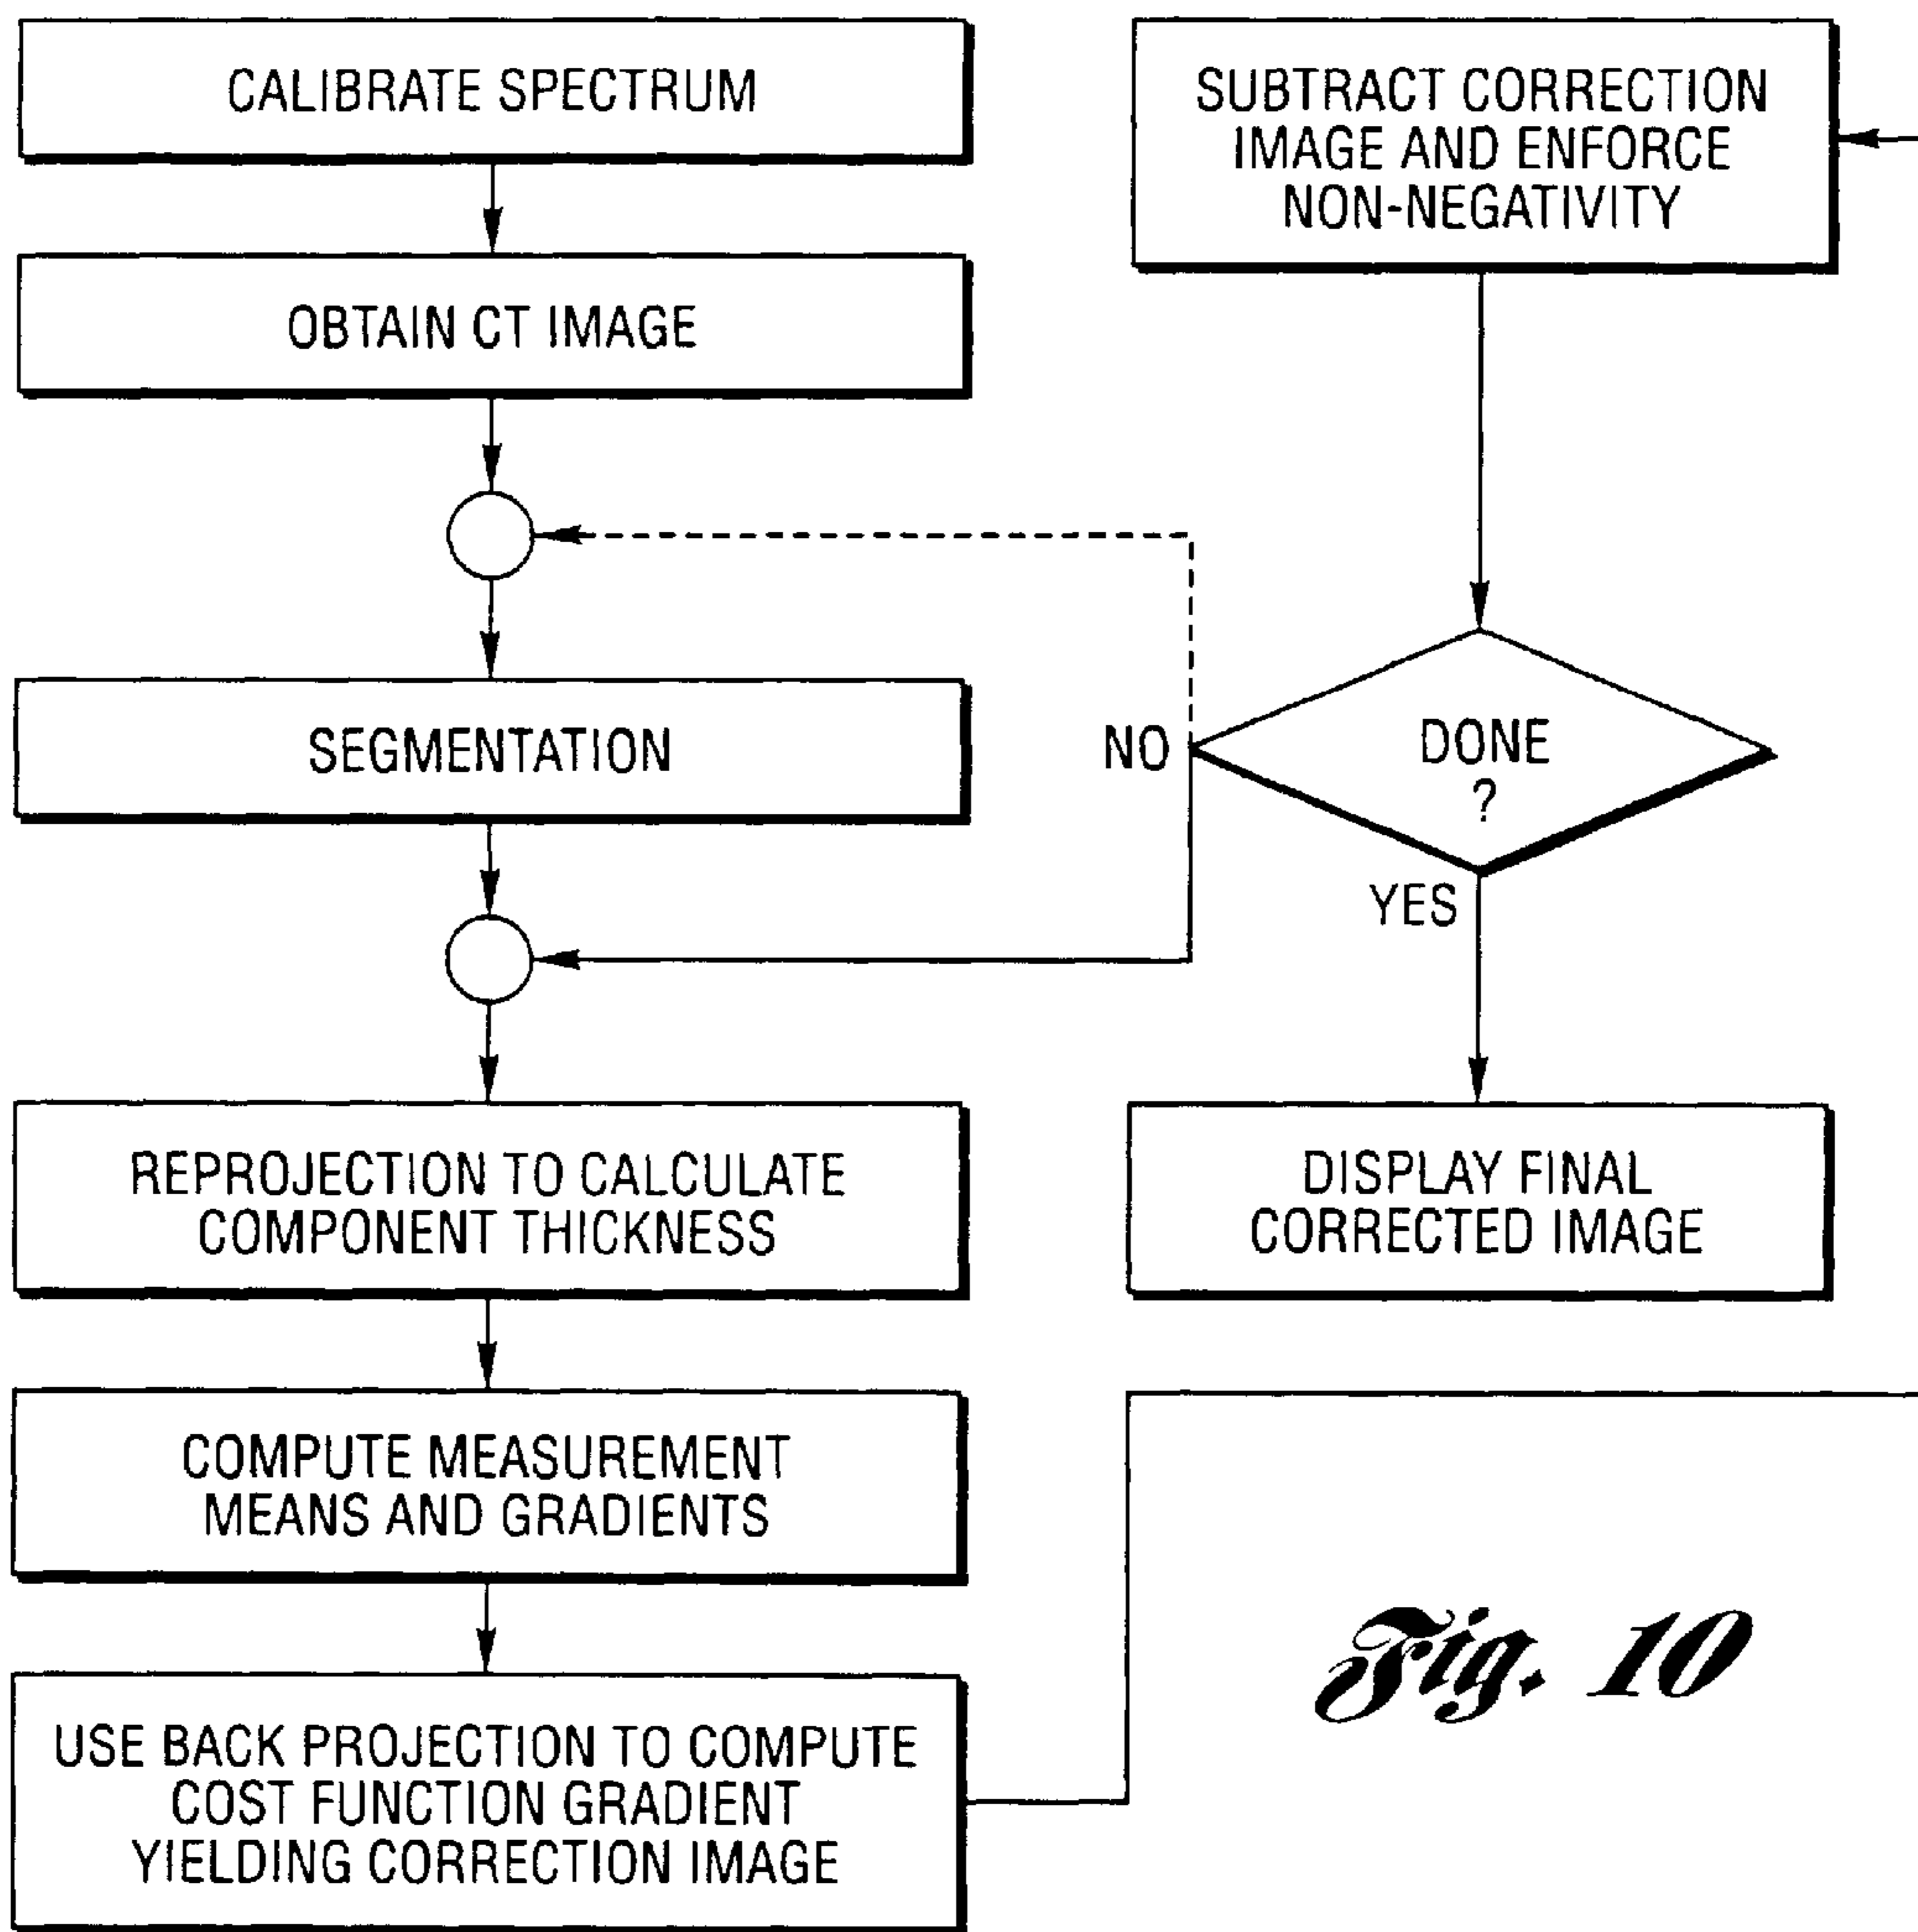 CALIBRATE SPECTRUM
OBTAIN CT IMAGE
SEGMENTATION
REPROJECTION TO CALCULATE
COMPONENT THICKNESS
COMPUTE MEASUREMENT
MEANS AND GRADIENTS
USE BACK PROJECTION TO COMPUTE
COST FUNCTION GRADIENT
YIELDING CORRECTION IMAGE
SUBTRACT CORRECTION
IMAGE AND ENFORCE
NON-NEGATIVITY
DONE
?
NO
YES
DISPLAY FINAL
CORRECTED IMAGE
Fig. 10